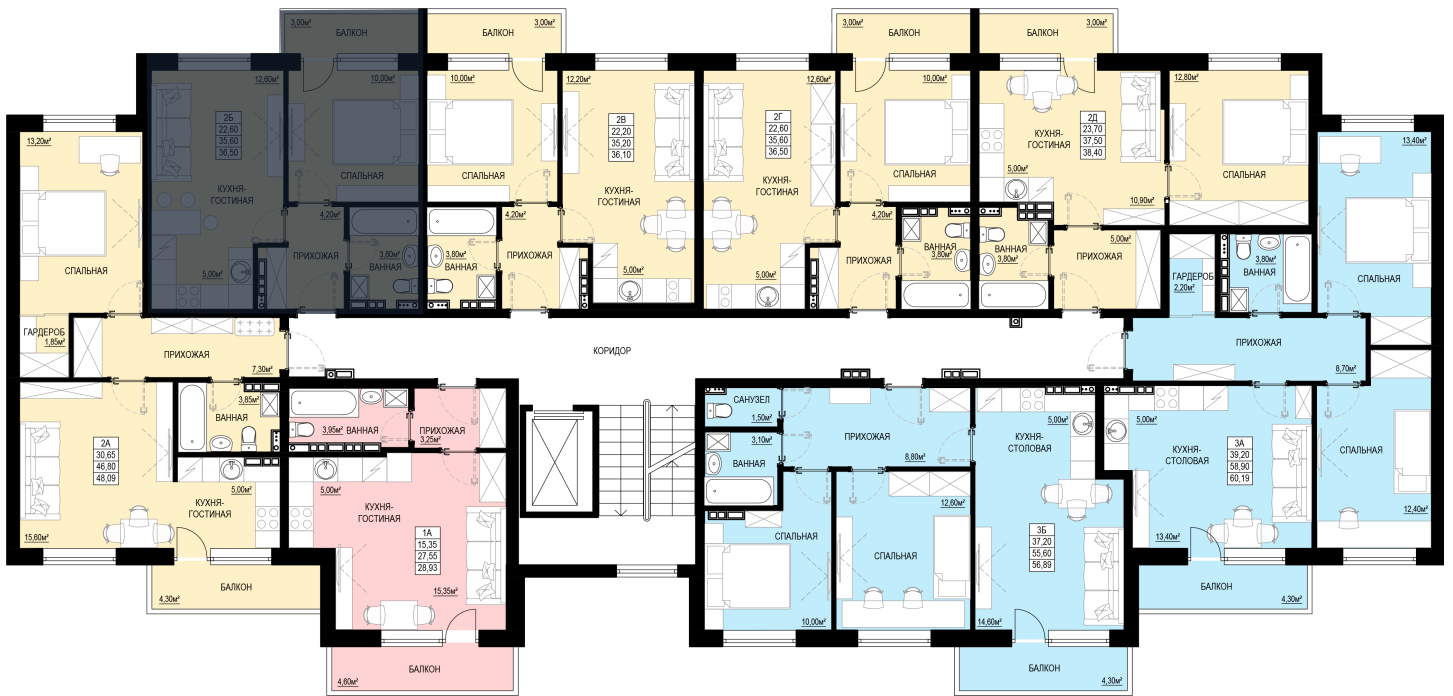 3,00м²
БАЛКОН
3,00м²
БАЛКОН
3,00м²
БАЛКОН
БАЛКОН
3,00м²
12,60м²
10,00м²
10,00м²
12,20м²
12,60м²
10,00м²
12,80м²
2Б
22,60
35,60
36,50
2В
22,20
35,20
36,10
2Г
22,60
35,60
36,50
2Д
23,70
37,50
38,40
КУХНЯ-
ГОСТИНАЯ
13,20м²
13,40м²
СПАЛЬНАЯ
СПАЛЬНАЯ
СПАЛЬНАЯ
СПАЛЬНАЯ
5,00м²
КУХНЯ-
ГОСТИНАЯ
КУХНЯ-
ГОСТИНАЯ
КУХНЯ-
ГОСТИНАЯ
10,90м²
4,20м²
4,20м²
4,20м²
3,80м²
ВАННАЯ
3,80м²
ВАННАЯ
ВАННАЯ
3,80м²
ВАННАЯ
3,80м²
5,00м²
3,80м²
ВАННАЯ
ПРИХОЖАЯ
ПРИХОЖАЯ
ПРИХОЖАЯ
ПРИХОЖАЯ
СПАЛЬНАЯ
СПАЛЬНАЯ
5,00м²
5,00м²
5,00м²
ГАРДЕРОБ
2,20м²
ГАРДЕРОБ
1,85м²
ПРИХОЖАЯ
7,30м²
КОРИДОР
ПРИХОЖАЯ
8,70м²
3,85м²
ВАННАЯ
3,95м²
ВАННАЯ
ПРИХОЖАЯ
3,25м²
САНУЗЕЛ
1,50м²
ПРИХОЖАЯ
8,80м²
3,10м²
ВАННАЯ
5,00м²
КУХНЯ-
СТОЛОВАЯ
5,00м²
КУХНЯ-
СТОЛОВАЯ
3А
39,20
58,90
60,19
СПАЛЬНАЯ
2А
30,65
46,80
48,09
5,00м²
КУХНЯ-
ГОСТИНАЯ
15,60м²
5,00м²
КУХНЯ-
ГОСТИНАЯ
1А
15,35
27,55
28,93
15,35м²
СПАЛЬНАЯ
10,00м²
12,60м²
СПАЛЬНАЯ
3Б
37,20
55,60
56,89
14,60м²
13,40м²
12,40м²
БАЛКОН
4,30м²
БАЛКОН
4,60м²
БАЛКОН
4,30м²
БАЛКОН
4,30м²